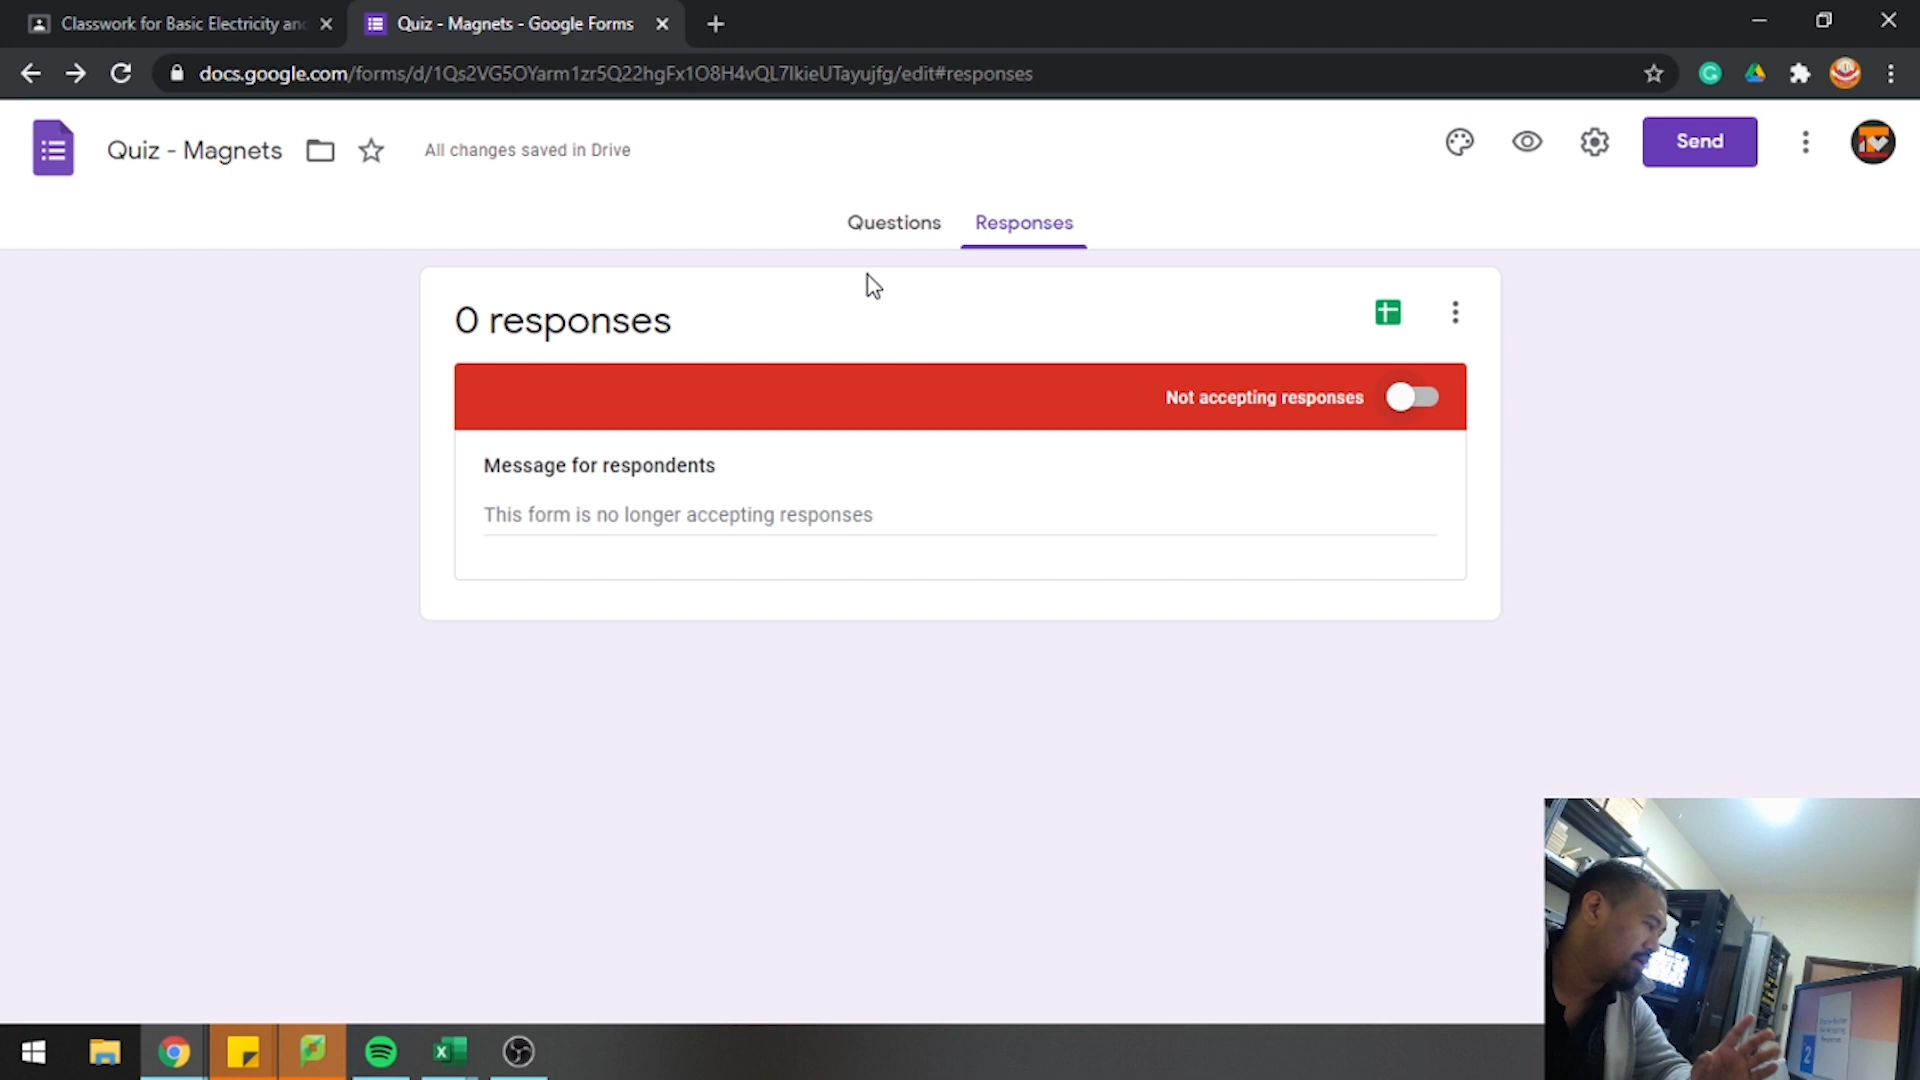 Classwork for Basic Electricity and
Quiz - Magnets - Google Forms
docs.google.com/forms/d/1Qs2VG5OYarm1zr5Q22hgFx1O8H4vQL7IkieUTayujfg/edit#responses
Quiz - Magnets
All changes saved in Drive
Send
Questions
Responses
0 responses
Not accepting responses
Message for respondents
This form is no longer accepting responses
2